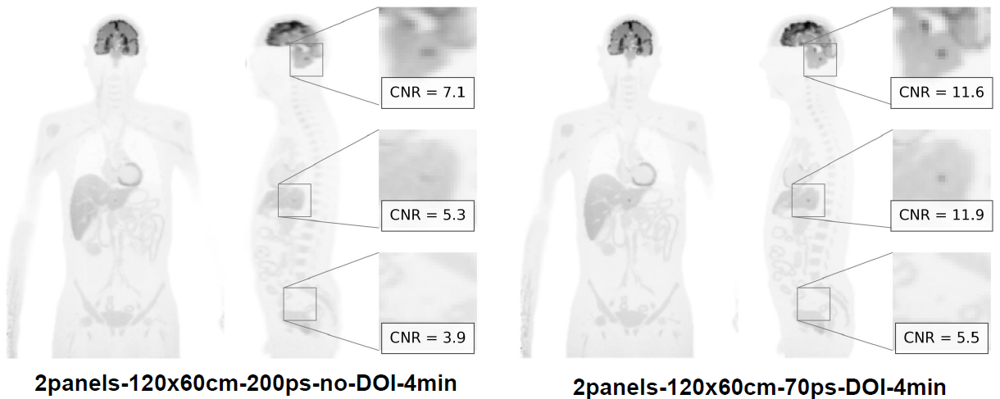 CNR = 7.1
CNR = 5.3
CNR = 3.9
2panels-120x60cm-200ps-no-DOI-4min
CNR = 11.6
CNR = 11.9
CNR = 5.5
2panels-120x60cm-70ps-DOI-4min